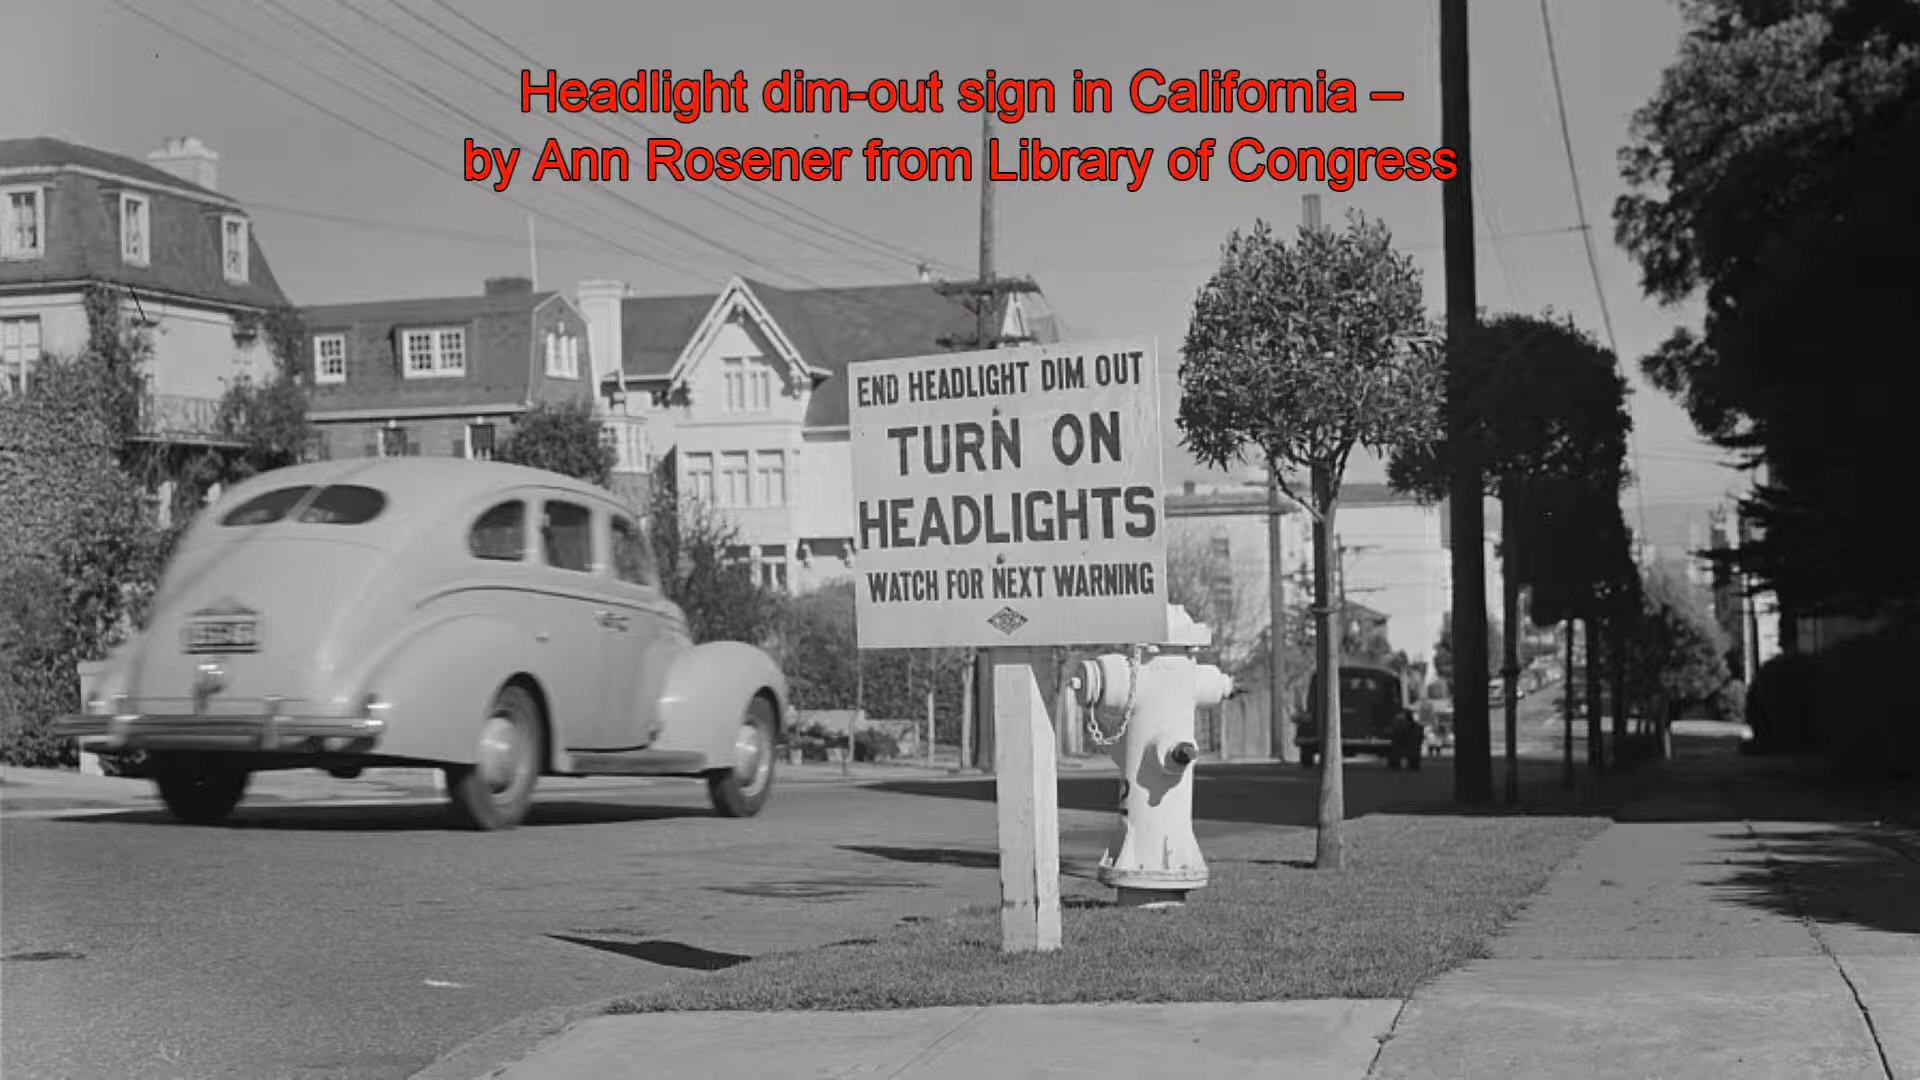 Headlight dim-out sign in California –
by Ann Rosener from Library of Congress
END HEADLIGHT DIM OUT
TURN ON
HEADLIGHTS
WATCH FOR NEXT WARNING